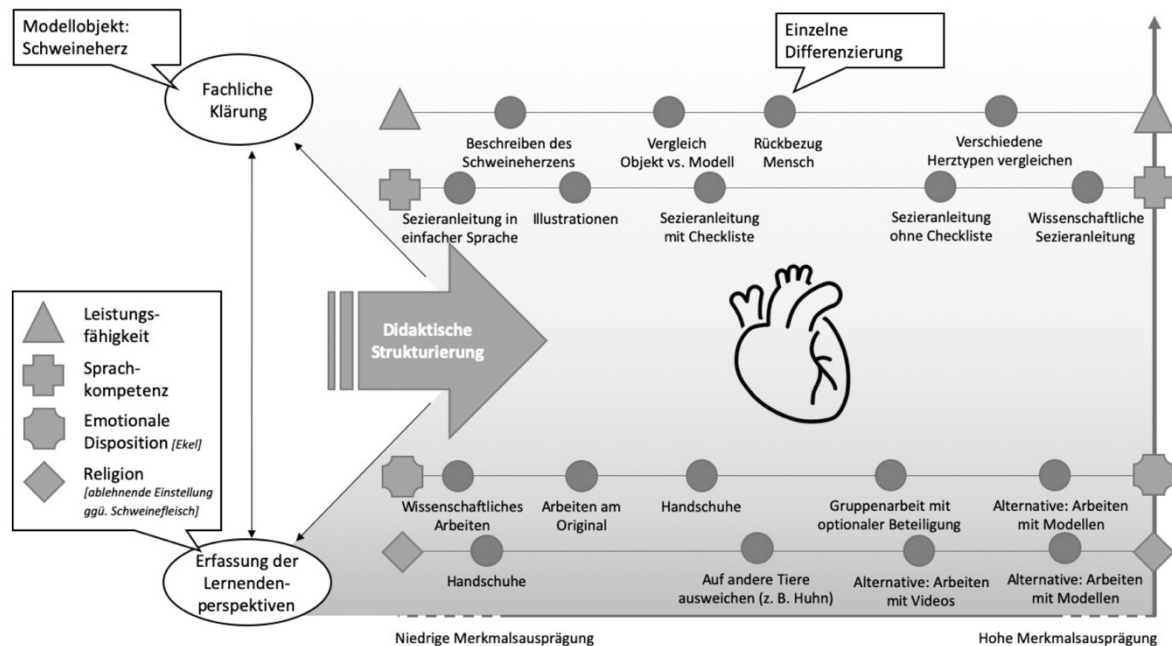 Modellobjekt:
Schweineherz
Fachliche
Klärung
Einzelne
Differenzierung
Beschreiben des
Schweineherzens
Vergleich
Objekt vs. Modell
Rückbezug
Mensch
Verschiedene
Herztypen vergleichen
Sezieranleitung in
einfacher Sprache
Illustrationen
Sezieranleitung
mit Checkliste
Sezieranleitung
ohne Checkliste
Wissenschaftliche
Sezieranleitung
Didaktische
Strukturierung
Leistungs-
fähigkeit
Sprach-
kompetenz
Emotionale
Disposition [Ekel]
Religion
[ablehnende Einstellung
ggü. Schweinefleisch]
Erfassung der
Lernenden-
perspektiven
Wissenschaftliches
Arbeiten
Arbeiten am
Original
Handschuhe
Gruppenarbeit mit
optionaler Beteiligung
Alternative: Arbeiten
mit Modellen
Handschuhe
Auf andere Tiere
ausweichen (z. B. Huhn)
Alternative: Arbeiten
mit Videos
Alternative: Arbeiten
mit Modellen
Niedrige Merkmalsausprägung
Hohe Merkmalsausprägung